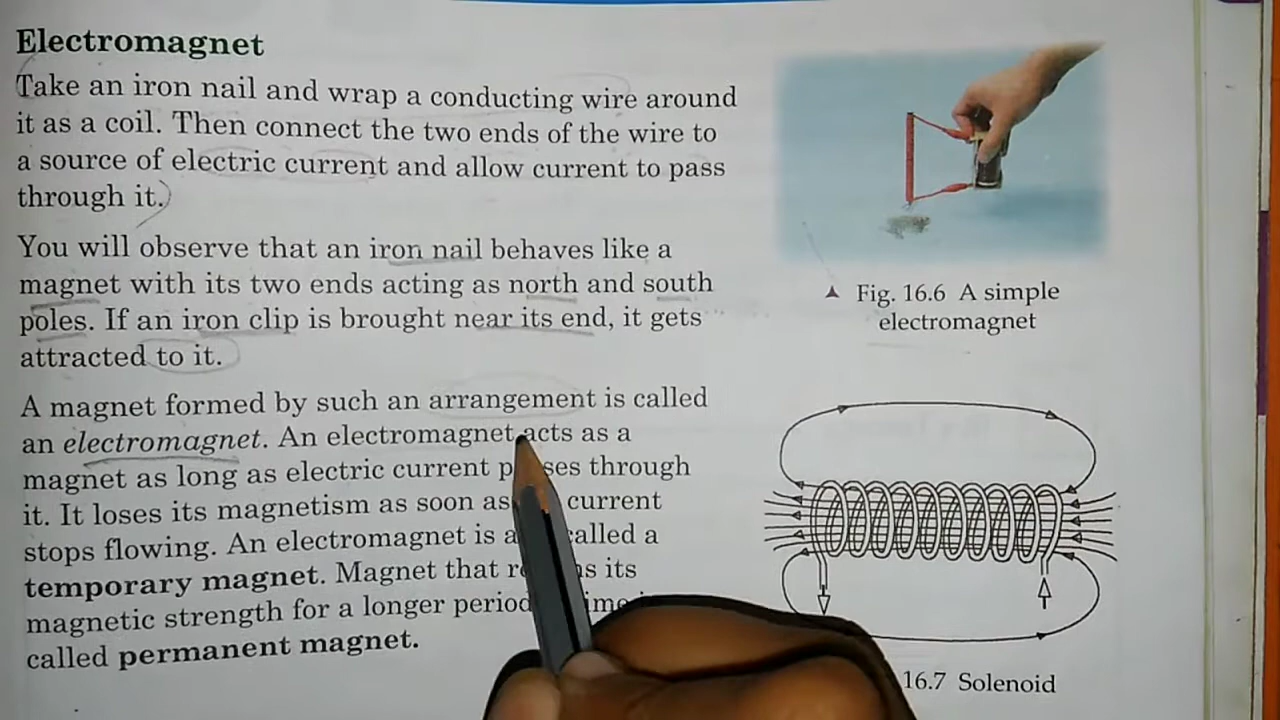 Electromagnet
Take an iron nail and wrap a conducting wire around
it as a coil. Then connect the two ends of the wire to
a source of electric current and allow current to pass
through it.
You will observe that an iron nail behaves like a
magnet with its two ends acting as north and south
poles. If an iron clip is brought near its end, it gets
attracted to it.
A magnet formed by such an arrangement is called
an electromagnet. An electromagnet acts as a
magnet as long as electric current through
it. It loses its magnetism as soon as current
stops flowing. An electromagnet is called a
temporary magnet. Magnet that its
magnetic strength for a longer period
called permanent magnet.
Fig. 16.6 A simple
electromagnet
16.7 Solenoid